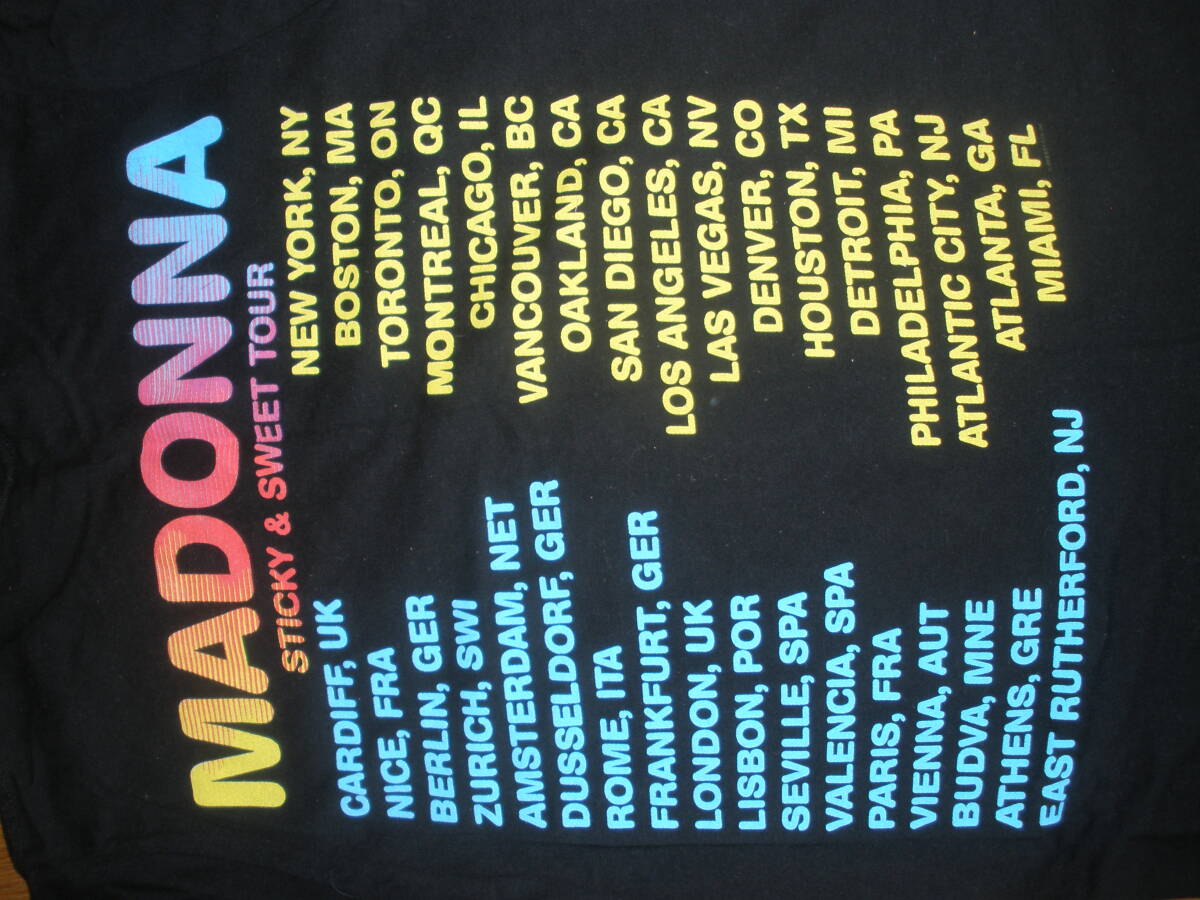 MADONNA
STICKY & SWEET TOUR
CARDIFF, UK
NICE, FRA
BERLIN, GER
ZURICH, SWI
AMSTERDAM, NET
DUSSELDORF, GER
ROME, ITA
FRANKFURT, GER
LONDON, UK
LISBON, POR
SEVILLE, SPA
VALENCIA, SPA
PARIS, FRA
VIENNA, AUT
BUDVA, MNE
ATHENS, GRE
EAST RUTHERFORD, NJ
NEW YORK, NY
BOSTON, MA
TORONTO, ON
MONTREAL, QC
CHICAGO, IL
VANCOUVER, BC
OAKLAND, CA
SAN DIEGO, CA
LOS ANGELES, CA
LAS VEGAS, NV
DENVER, CO
HOUSTON, TX
DETROIT, MI
PHILADELPHIA, PA
ATLANTIC CITY, NJ
ATLANTA, GA
MIAMI, FL